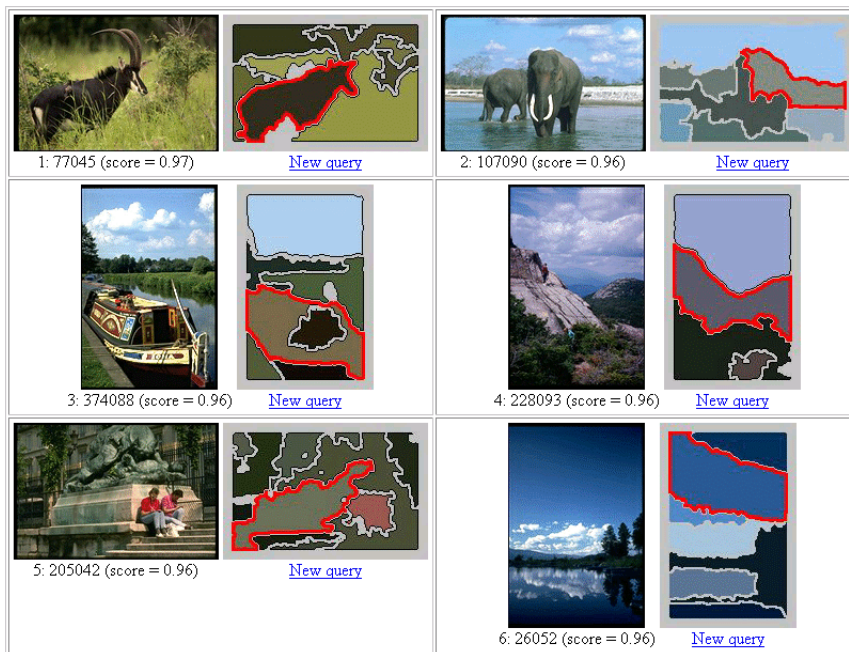 1: 77045 (score = 0.97) New query
2: 107090 (score = 0.96) New query
3: 374088 (score = 0.96) New query
4: 228093 (score = 0.96) New query
5: 205042 (score = 0.96) New query
6: 26052 (score = 0.96) New query